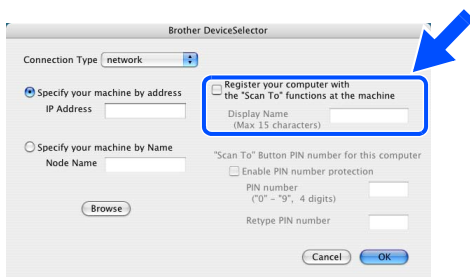 Brother DeviceSelector
Connection Type network
Specify your machine by address
IP Address
Specify your machine by Name
Node Name
Browse
Register your computer with
the "Scan To" functions at the machine
Display Name
(Max 15 characters)
"Scan To" Button PIN number for this computer
Enable PIN number protection
PIN number
("0" - "9", 4 digits)
Retype PIN number
Cancel OK